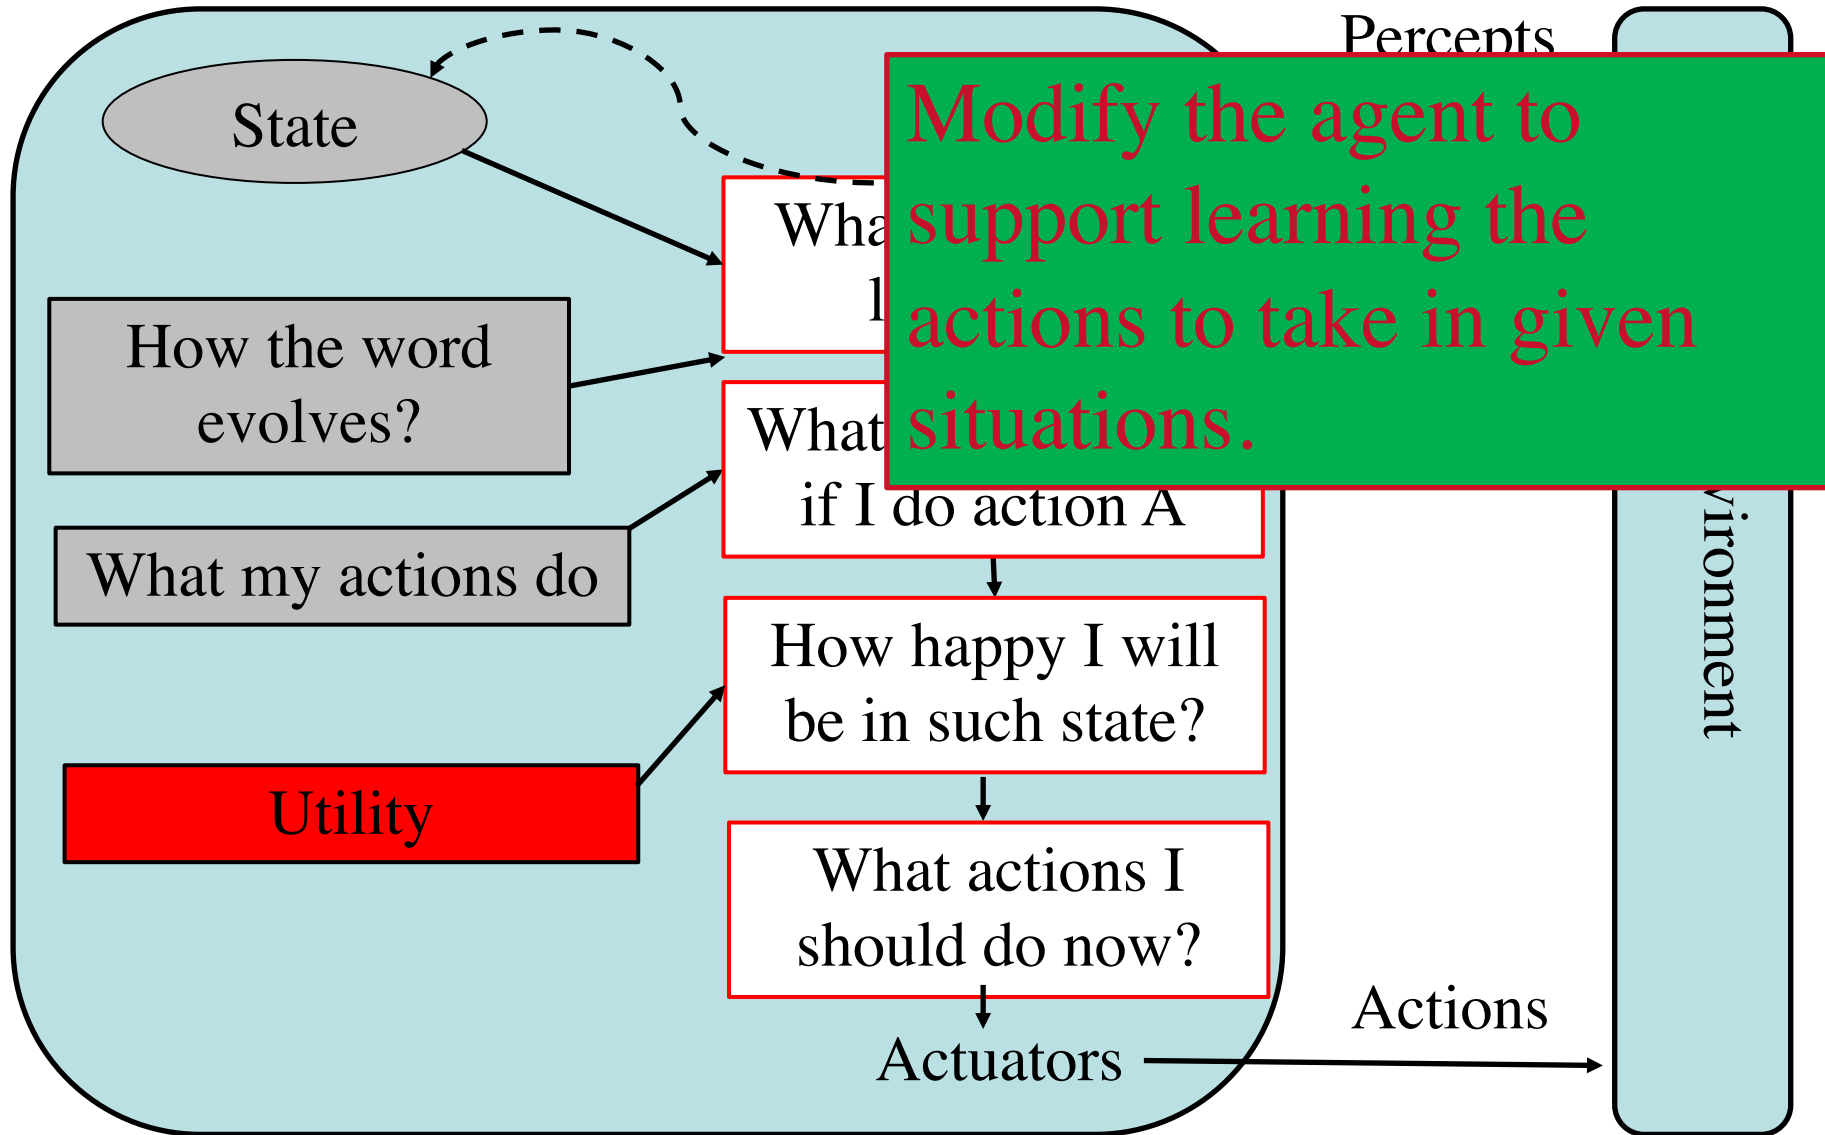 Percepts
State
Modify the agent to
support learning the
actions to take in given
situations.
How the word
evolves?
What
if I do action A
What my actions do
How happy I will
be in such state?
Utility
What actions I
should do now?
Actions
Actuators